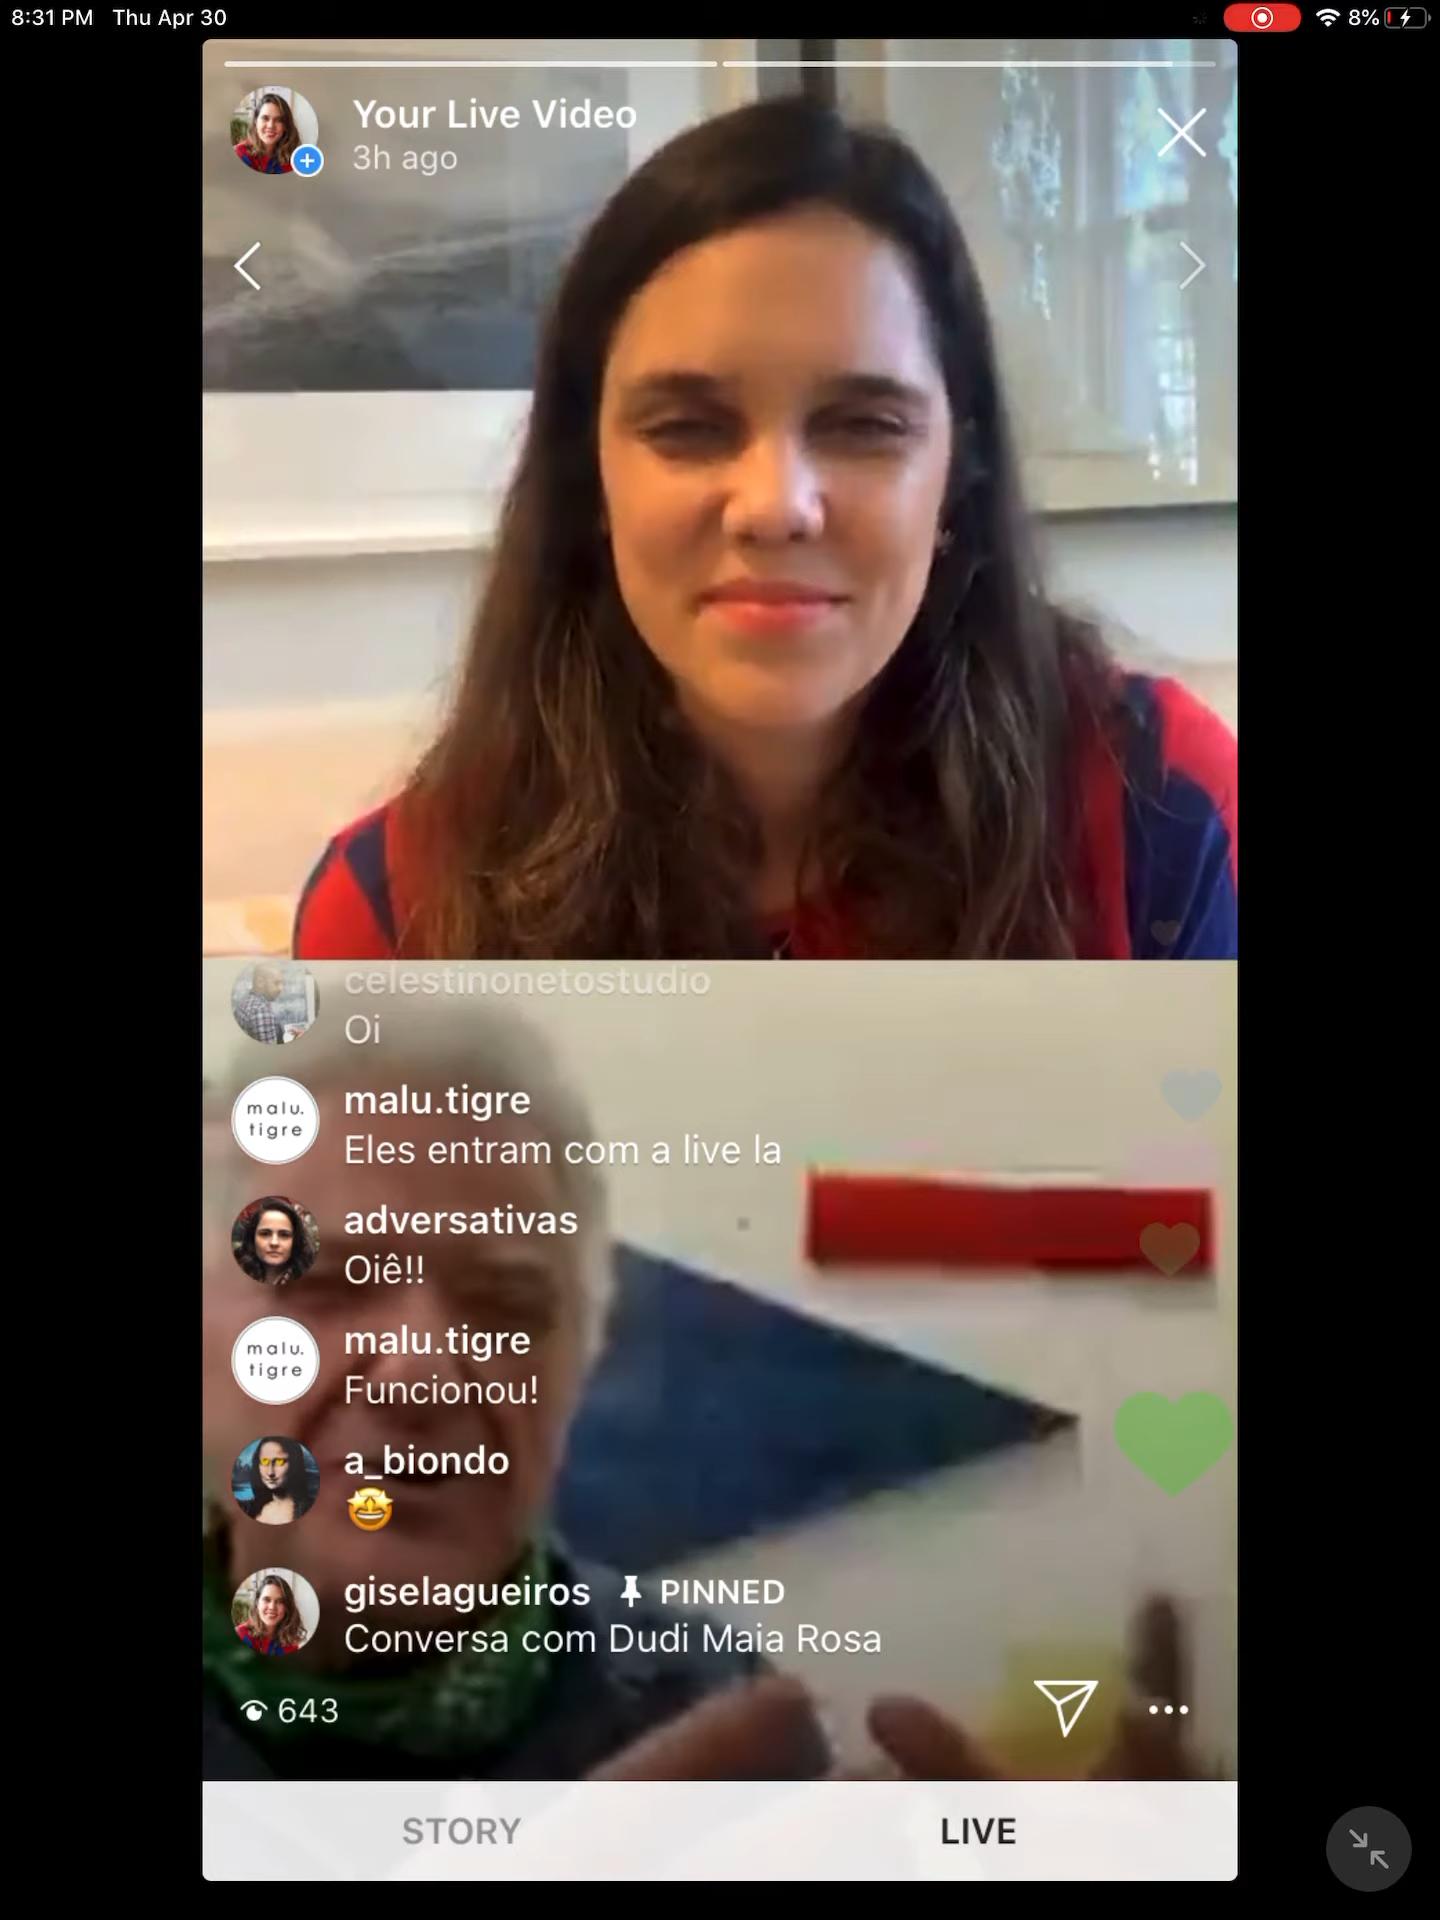 8:31 PM Thu Apr 30
8%
Your Live Video
3h ago
celestinonetostudio
Oi
malu.
tigre
malu.tigre
Eles entram com a live la
adversativas
Oiê!!
malu.
tigre
malu.tigre
Funcionou!
a_biondo
🤩
giselagueiros PINNED
Conversa com Dudi Maia Rosa
643
STORY LIVE